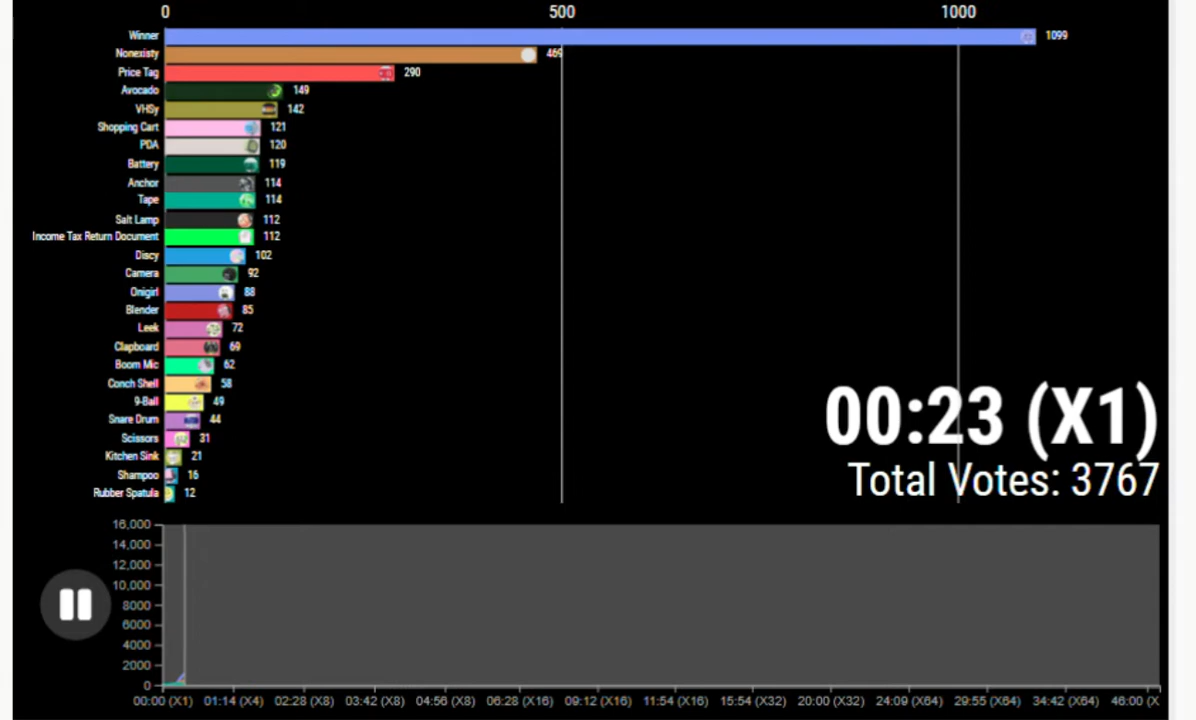 0 500 1000
Winner 1099
Nonexisty 469
Price Tag 290
Avocado 149
VHSy 142
Shopping Cart 121
PDA 120
Battery 119
Anchor 114
Tape 114
Salt Lamp 112
Income Tax Return Document 112
Discy 102
Camera 92
Onigiri 88
Blender 85
Leek 72
Clapboard 69
Boom Mic 62
Conch Shell 58
9-Ball 49
Snare Drum 44
Scissors 31
Kitchen Sink 21
Shampoo 16
Rubber Spatula 12
00:23 (X1)
Total Votes: 3767
16,000
14,000
12,000
10,000
8000
6000
4000
2000
0
00:00 (X1) 01:14 (X4) 02:28 (X8) 03:42 (X8) 04:56 (X8) 06:28 (X16) 09:12 (X16) 11:54 (X16) 15:54 (X32) 20:00 (X32) 24:09 (X64) 29:55 (X64) 34:42 (X64) 46:00 (X